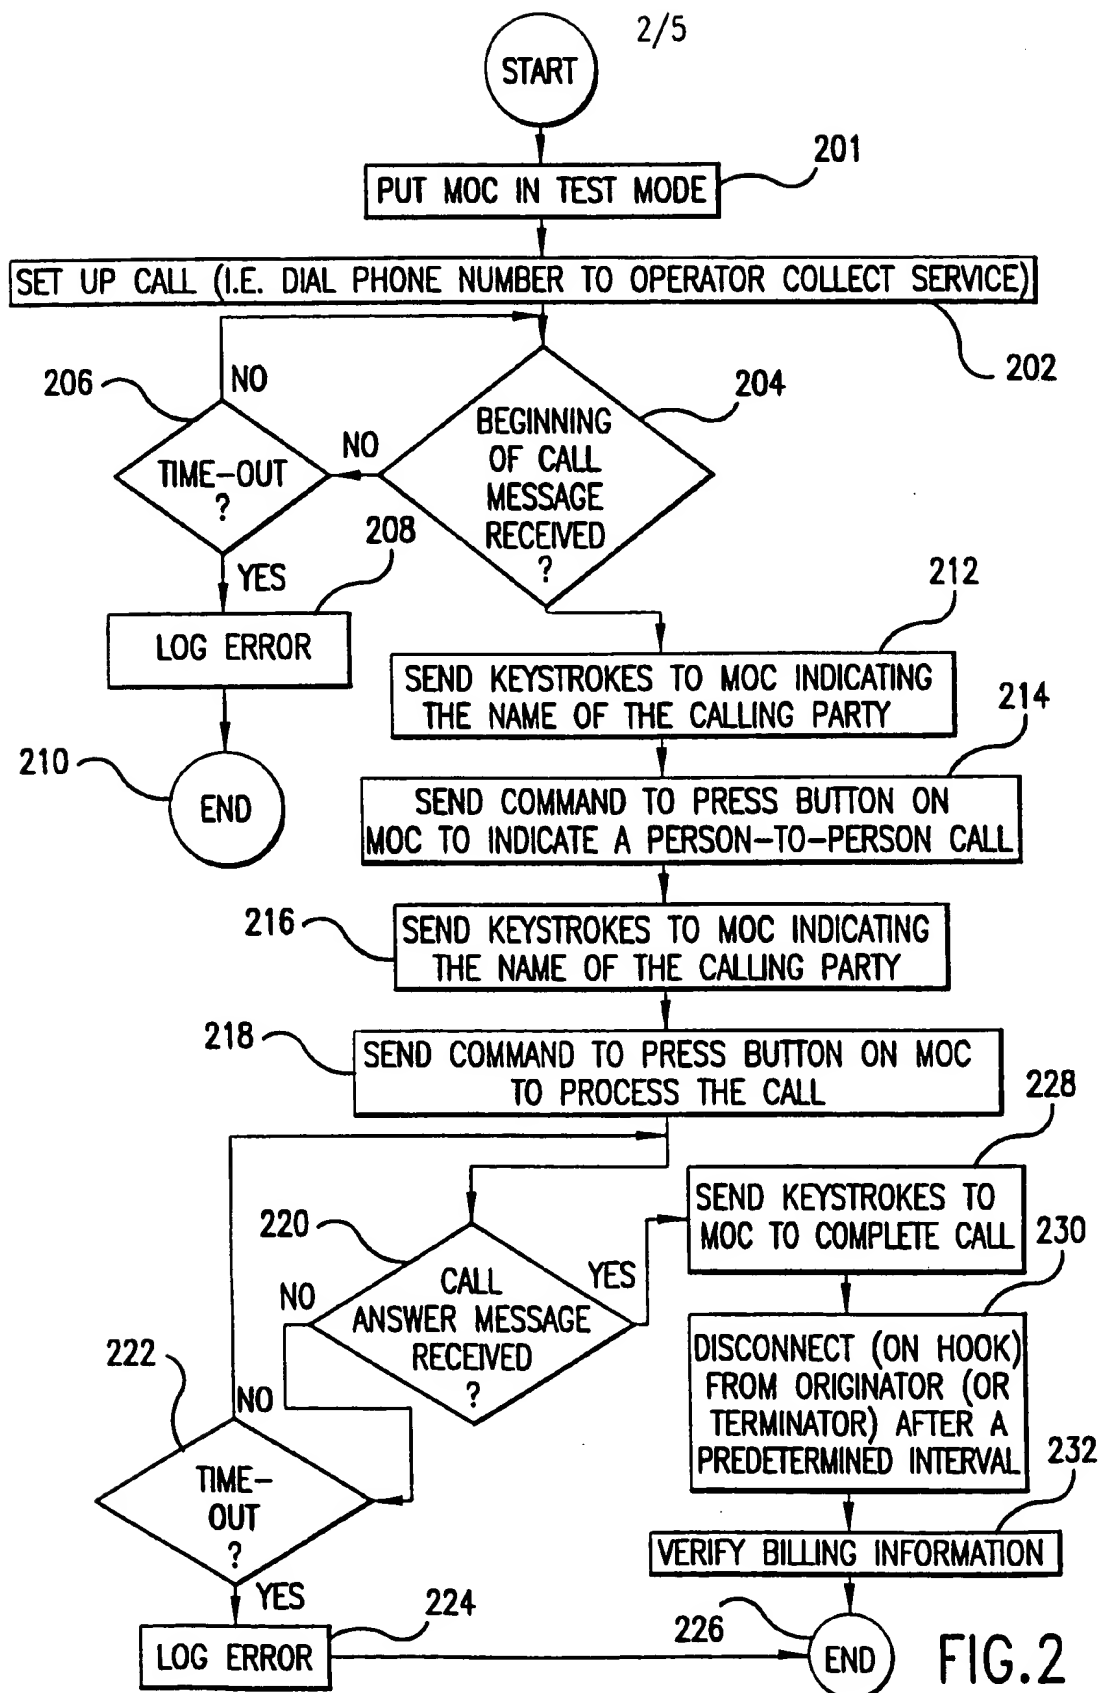 2/5
START
201
PUT MOC IN TEST MODE
SET UP CALL (I.E. DIAL PHONE NUMBER TO OPERATOR COLLECT SERVICE)
202
206
NO
204
BEGINNING
OF CALL
MESSAGE
RECEIVED
?
NO
TIME-OUT
?
208
YES
LOG ERROR
212
SEND KEYSTROKES TO MOC INDICATING
THE NAME OF THE CALLING PARTY
210
END
214
SEND COMMAND TO PRESS BUTTON ON
MOC TO INDICATE A PERSON-TO-PERSON CALL
216
SEND KEYSTROKES TO MOC INDICATING
THE NAME OF THE CALLING PARTY
218
SEND COMMAND TO PRESS BUTTON ON MOC
TO PROCESS THE CALL
228
SEND KEYSTROKES TO
MOC TO COMPLETE CALL
220
NO
CALL
ANSWER MESSAGE
RECEIVED
?
YES
230
DISCONNECT (ON HOOK)
FROM ORIGINATOR (OR
TERMINATOR) AFTER A
PREDETERMINED INTERVAL
222
NO
TIME-
OUT
?
232
VERIFY BILLING INFORMATION
YES
224
LOG ERROR
226
END
FIG.2